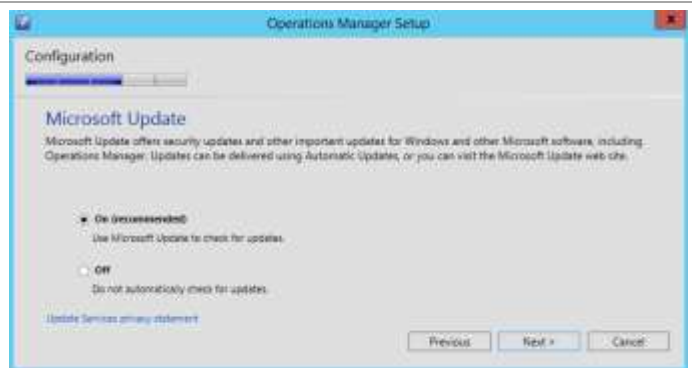 Operations Manager Setup
Configuration
Microsoft Update
Microsoft Update offers security updates and other important updates for Windows and other Microsoft software, including
Operations Manager. Updates can be delivered using Automatic Updates, or you can visit the Microsoft Update web site.
On (recommended)
Use Microsoft Update to check for updates.
Off
Do not automatically check for updates.
Update Services privacy statement
Previous
Next >
Cancel